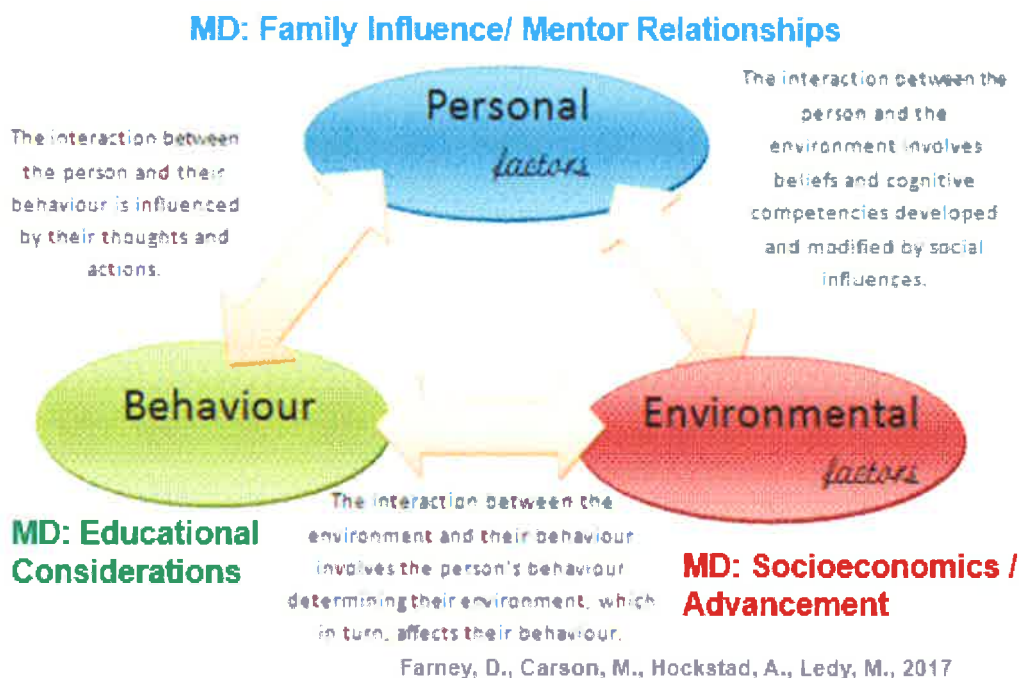 MD: Family Influence/ Mentor Relationships
Personal
factors
The interaction between
the person and their
behaviour is influenced
by their thoughts and
actions.
The interaction between the
person and the
environment involves
beliefs and cognitive
competencies developed
and modified by social
influences.
Behaviour
Environmental
factors
MD: Educational
Considerations
The interaction between the
environment and their behaviour
involves the person's behaviour
determining their environment, which
in turn, affects their behaviour.
MD: Socioeconomics /
Advancement
Farney, D., Carson, M., Hockstad, A., Ledy, M., 2017